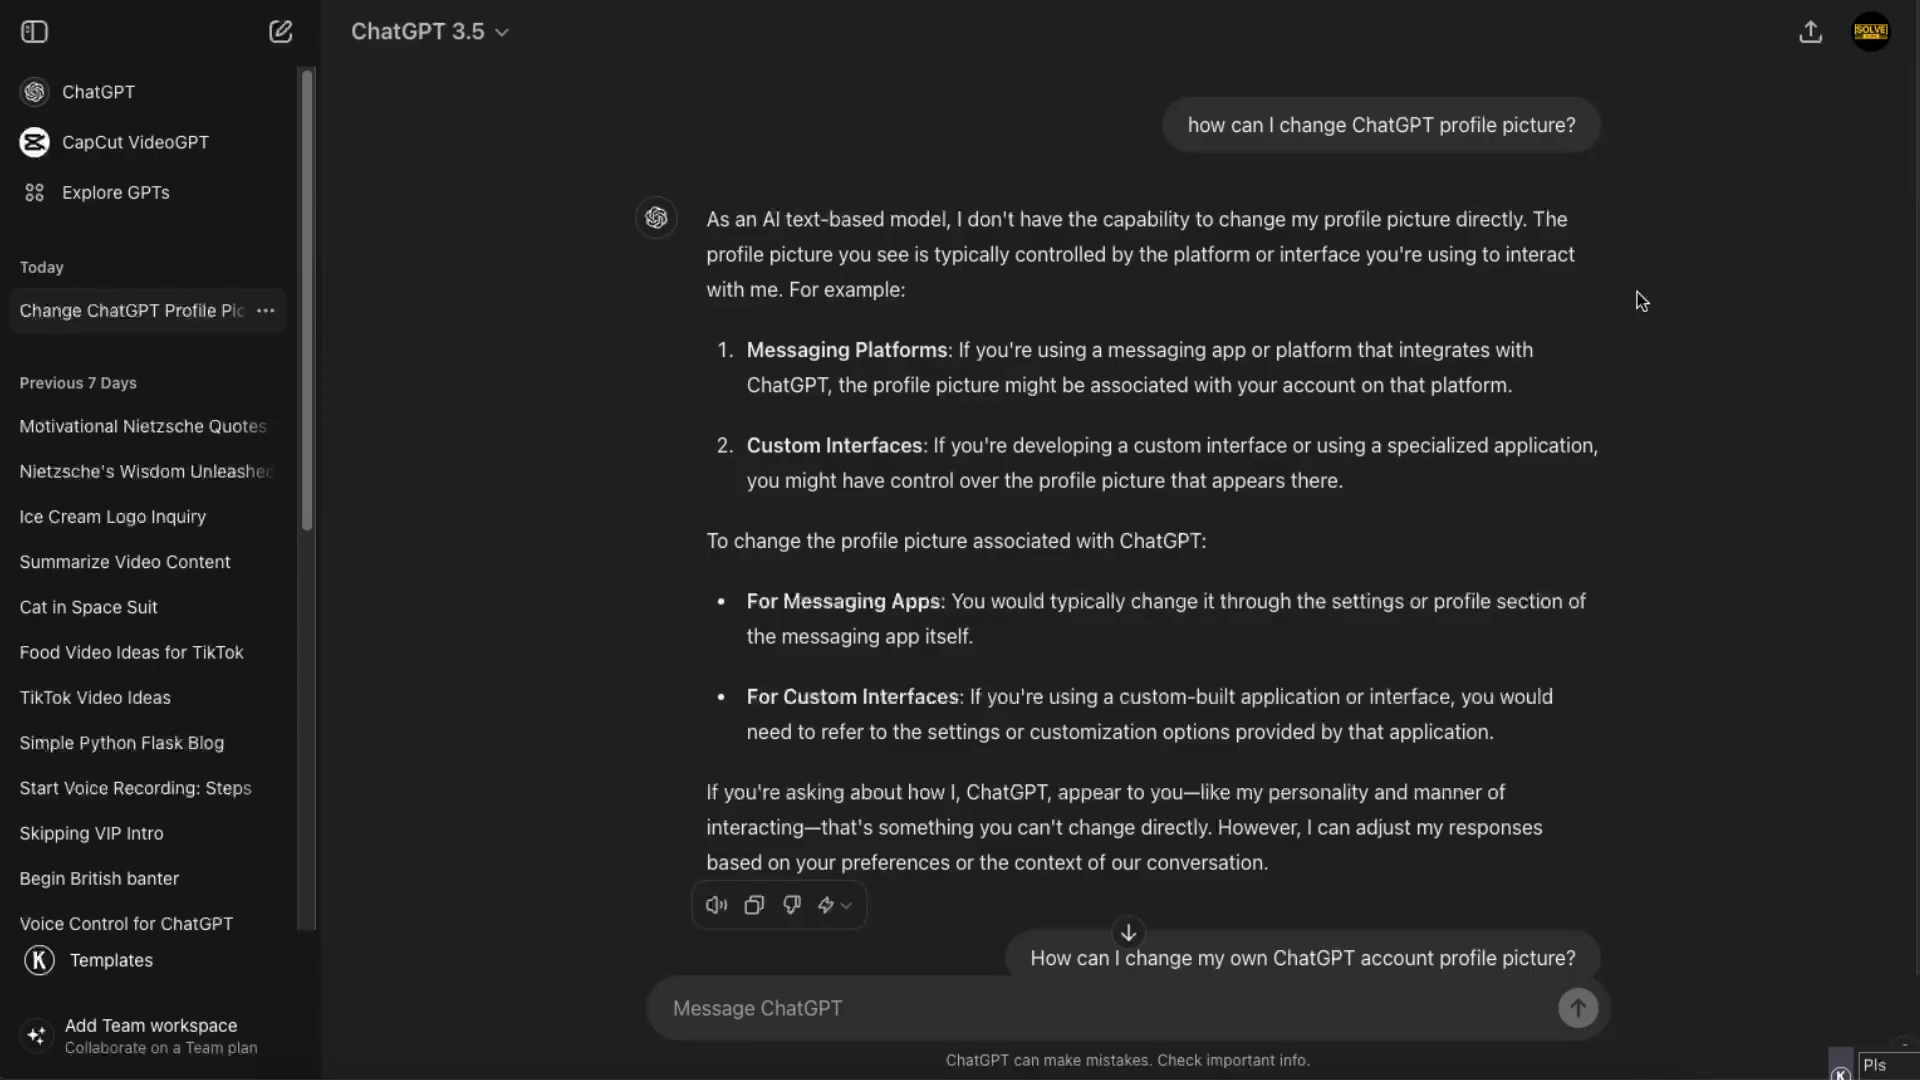 ChatGPT 3.5
SOLVE
ChatGPT
CapCut VideoGPT
Explore GPTs
Today
Change ChatGPT Profile Pic
Previous 7 Days
Motivational Nietzsche Quotes
Nietzsche's Wisdom Unleashed
Ice Cream Logo Inquiry
Summarize Video Content
Cat in Space Suit
Food Video Ideas for TikTok
TikTok Video Ideas
Simple Python Flask Blog
Start Voice Recording: Steps
Skipping VIP Intro
Begin British banter
Voice Control for ChatGPT
K Templates
Add Team workspace
Collaborate on a Team plan
how can I change ChatGPT profile picture?
As an AI text-based model, I don't have the capability to change my profile picture directly. The
profile picture you see is typically controlled by the platform or interface you're using to interact
with me. For example:
1. Messaging Platforms: If you're using a messaging app or platform that integrates with
ChatGPT, the profile picture might be associated with your account on that platform.
2. Custom Interfaces: If you're developing a custom interface or using a specialized application,
you might have control over the profile picture that appears there.
To change the profile picture associated with ChatGPT:
• For Messaging Apps: You would typically change it through the settings or profile section of
the messaging app itself.
• For Custom Interfaces: If you're using a custom-built application or interface, you would
need to refer to the settings or customization options provided by that application.
If you're asking about how I, ChatGPT, appear to you—like my personality and manner of
interacting—that's something you can't change directly. However, I can adjust my responses
based on your preferences or the context of our conversation.
How can I change my own ChatGPT account profile picture?
Message ChatGPT
ChatGPT can make mistakes. Check important info.
K
Pls